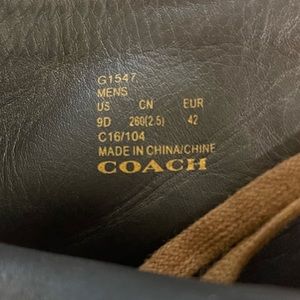 G1547
MENS
US CN EUR
9D 260(2.5) 42
C16/104
MADE IN CHINA/CHINE
COACH